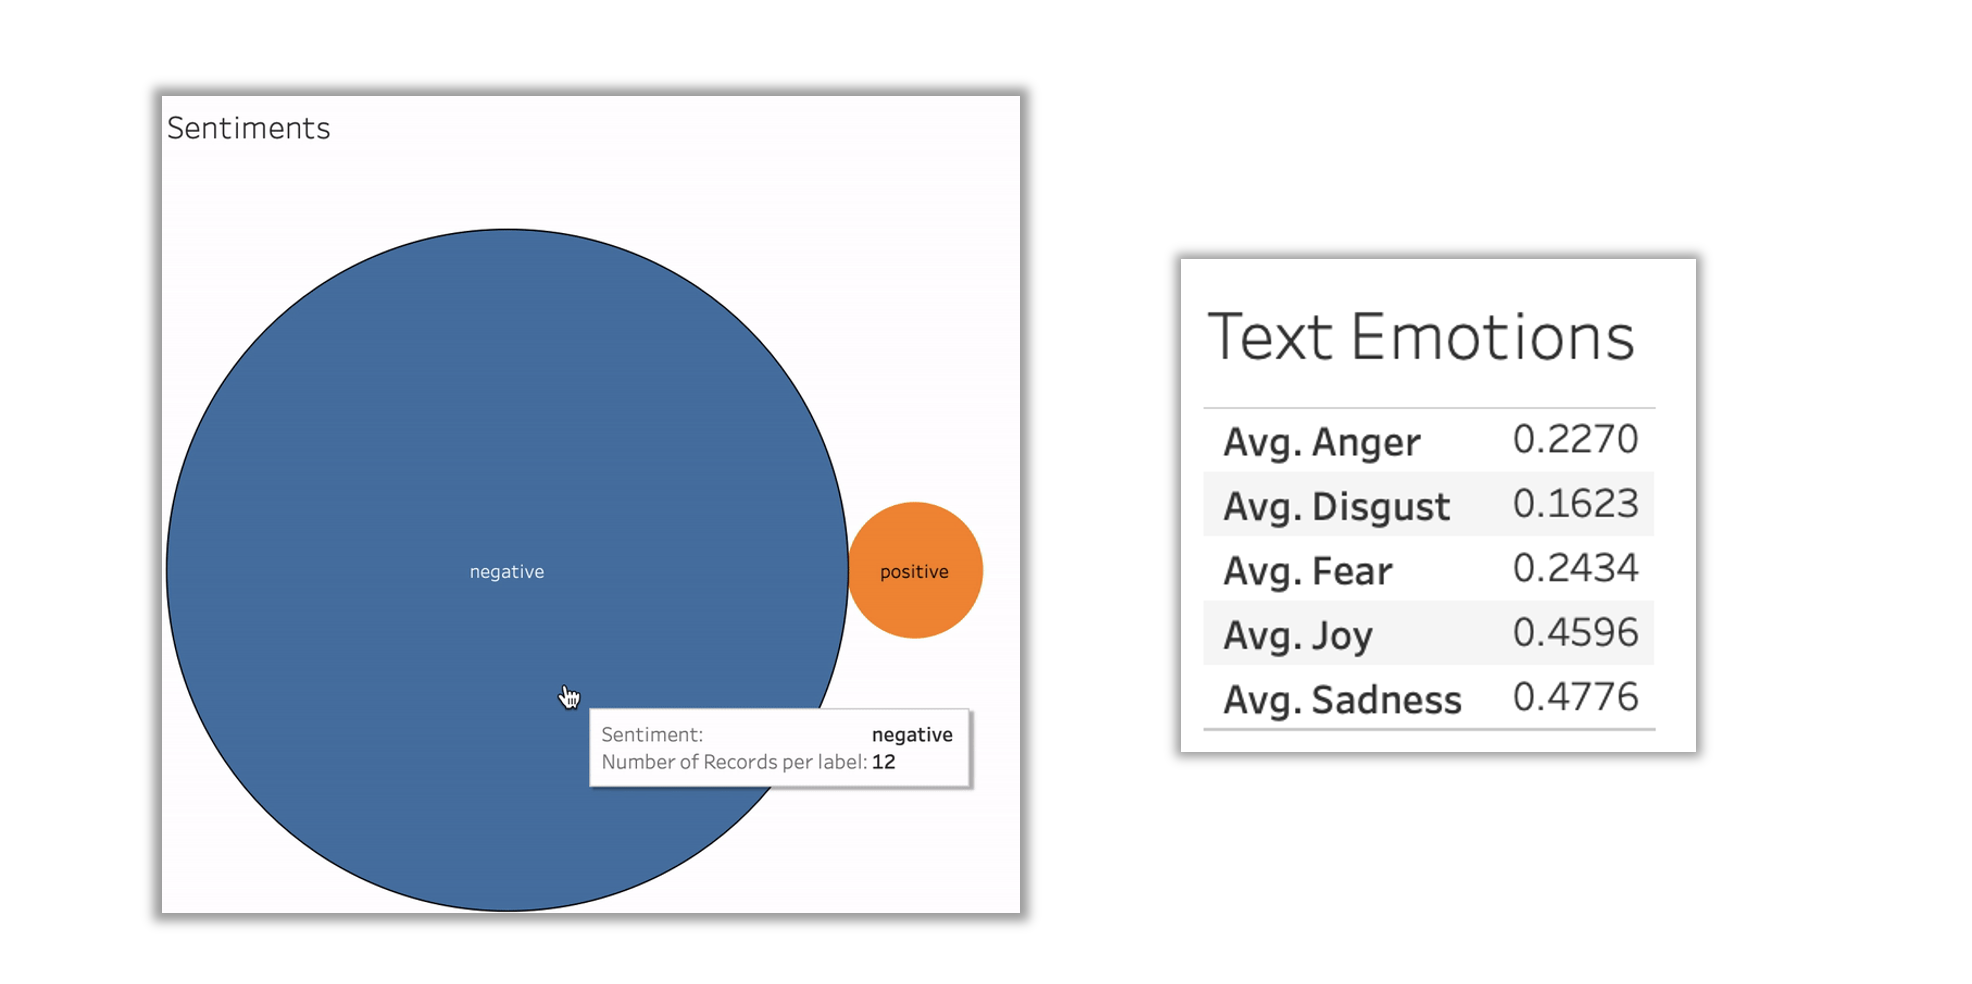 Sentiments
negative
positive
Sentiment: negative
Number of Records per label: 12
Text Emotions
Avg. Anger 0.2270
Avg. Disgust 0.1623
Avg. Fear 0.2434
Avg. Joy 0.4596
Avg. Sadness 0.4776